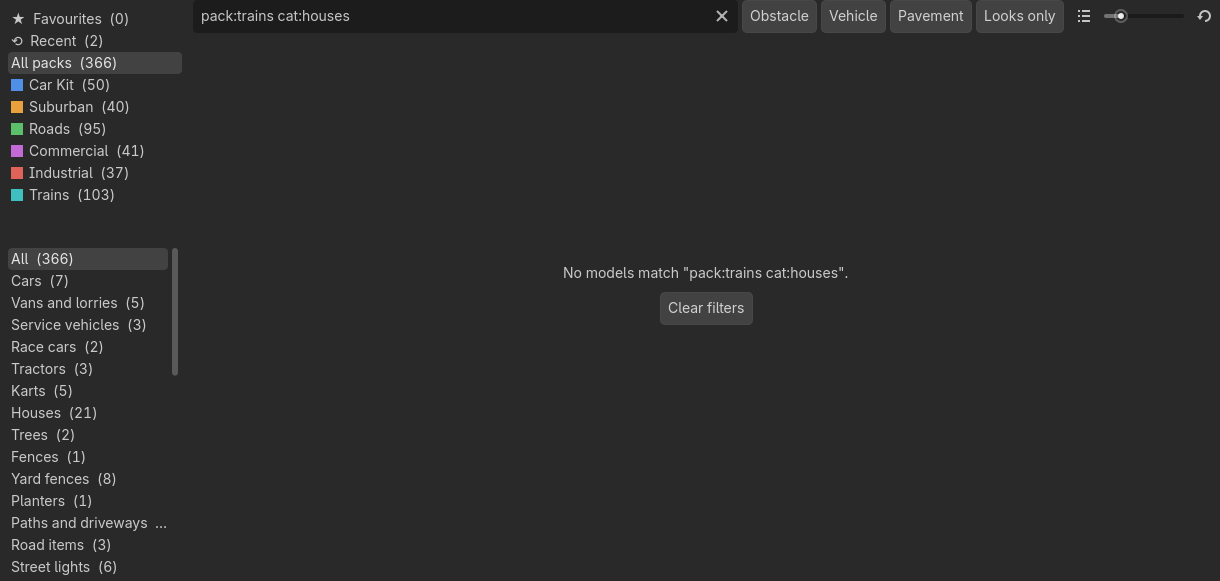 ★ Favourites (0)
⟲ Recent (2)
All packs (366)
Car Kit (50)
Suburban (40)
Roads (95)
Commercial (41)
Industrial (37)
Trains (103)
All (366)
Cars (7)
Vans and lorries (5)
Service vehicles (3)
Race cars (2)
Tractors (3)
Karts (5)
Houses (21)
Trees (2)
Fences (1)
Yard fences (8)
Planters (1)
Paths and driveways ...
Road items (3)
Street lights (6)
pack:trains cat:houses
Obstacle
Vehicle
Pavement
Looks only
No models match "pack:trains cat:houses".
Clear filters